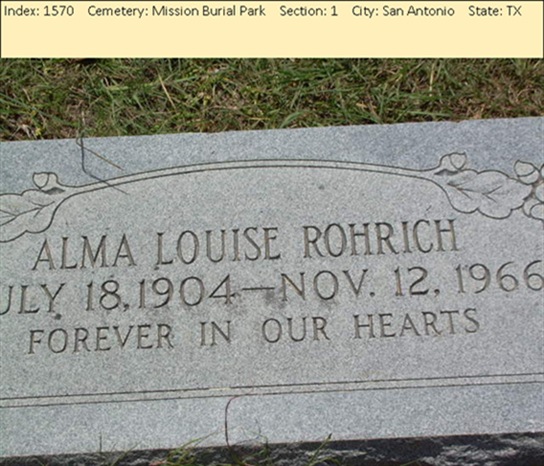 Index: 1570 Cemetery: Mission Burial Park Section: 1 City: San Antonio State: TX
ALMA LOUISE ROHRICH
JULY 18, 1904—NOV. 12, 1966
FOREVER IN OUR HEARTS